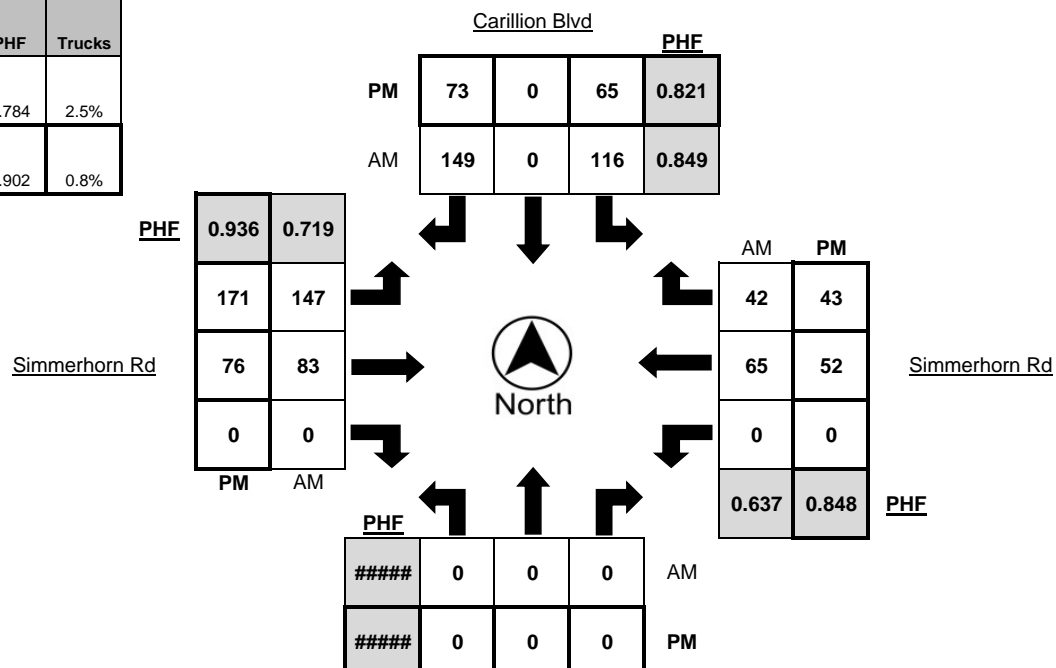 Carillion Blvd
PHF Trucks
.784 2.5%
.902 0.8%
PHF
PM 73 0 65 0.821
AM 149 0 116 0.849
PHF 0.936 0.719
171 147
Simmerhorn Rd 76 83
0 0
PM AM
North
AM PM
42 43
65 52 Simmerhorn Rd
0 0
0.637 0.848 PHF
PHF
##### 0 0 0 AM
##### 0 0 0 PM